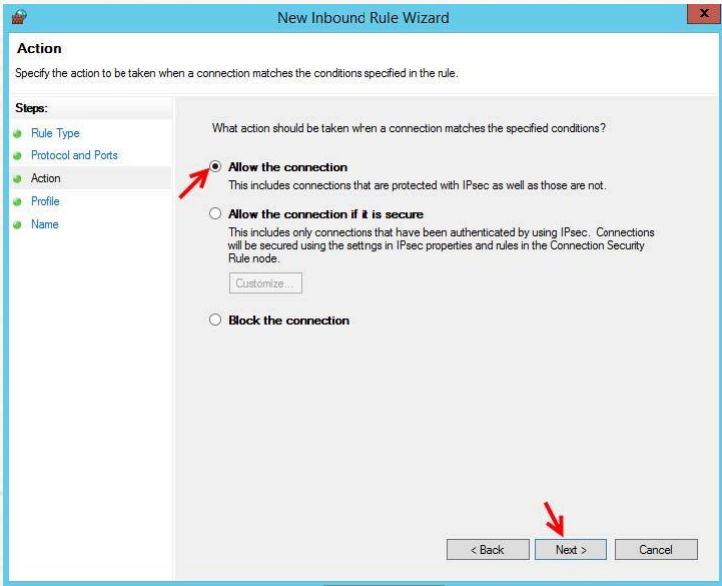 New Inbound Rule Wizard
x
Action
Specify the action to be taken when a connection matches the conditions specified in the rule.
Steps:
Rule Type
Protocol and Ports
Action
Profile
Name
What action should be taken when a connection matches the specified conditions?
Allow the connection
This includes connections that are protected with IPsec as well as those are not.
Allow the connection if it is secure
This includes only connections that have been authenticated by using IPsec. Connections
will be secured using the settings in IPsec properties and rules in the Connection Security
Rule node.
Customize...
Block the connection
< Back
Next >
Cancel